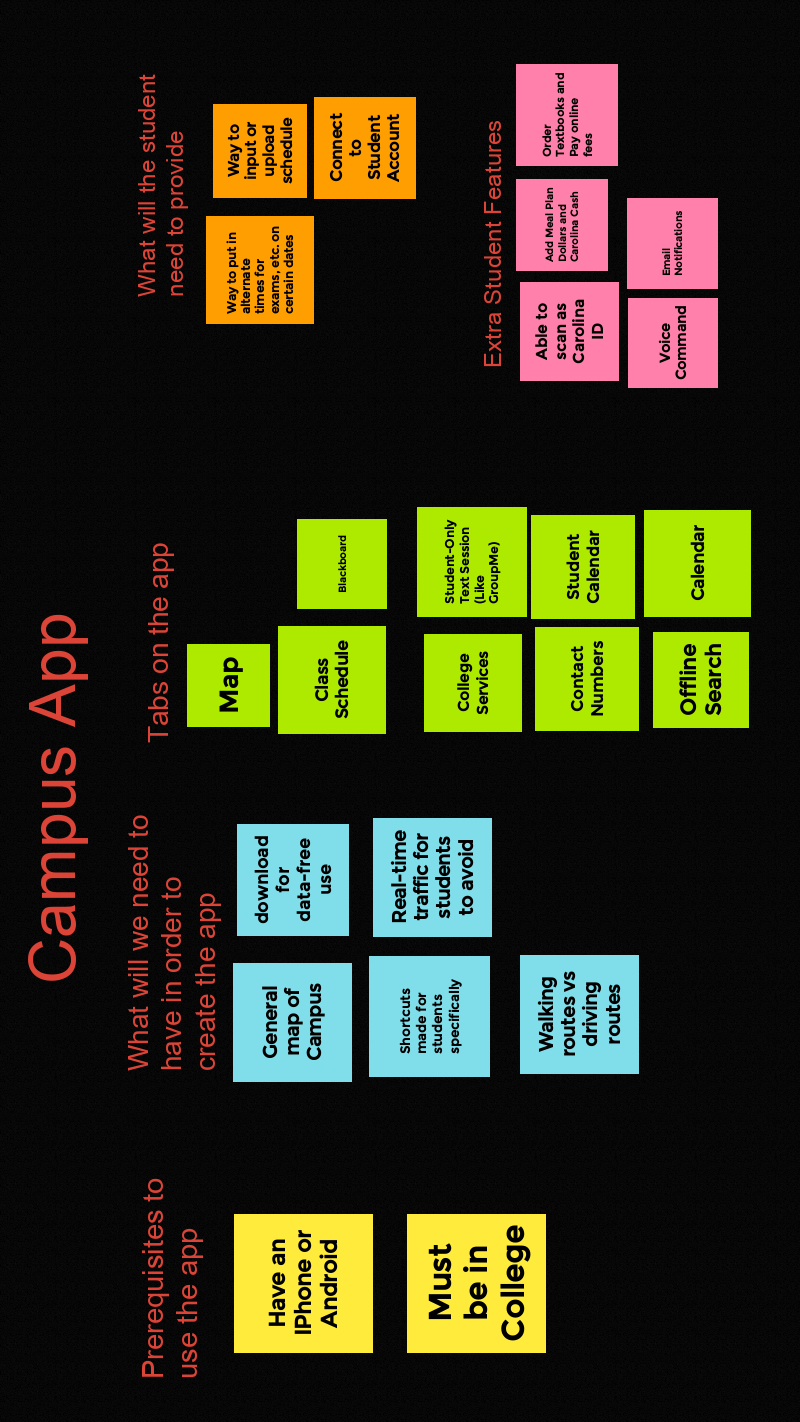 Campus App
Prerequisites to
use the app
Have an
IPhone or
Android
Must
be in
College
What will we need to
have in order to
create the app
General
map of
Campus
download
for
data-free
use
Shortcuts
made for
students
specifically
Real-time
traffic for
students
to avoid
Walking
routes vs
driving
routes
Tabs on the app
Map
Class
Schedule
Blackboard
College
Services
Student-Only
Text Session
(Like
GroupMe)
Contact
Numbers
Student
Calendar
Offline
Search
Calendar
What will the student
need to provide
Way to put in
alternate
times for
exams, etc. on
certain dates
Way to
input or
upload
schedule
Connect
to
Student
Account
Extra Student Features
Able to
scan as
Carolina
ID
Add Meal Plan
Dollars and
Carolina Cash
Order
Textbooks and
Pay online
fees
Voice
Command
Email
Notifications